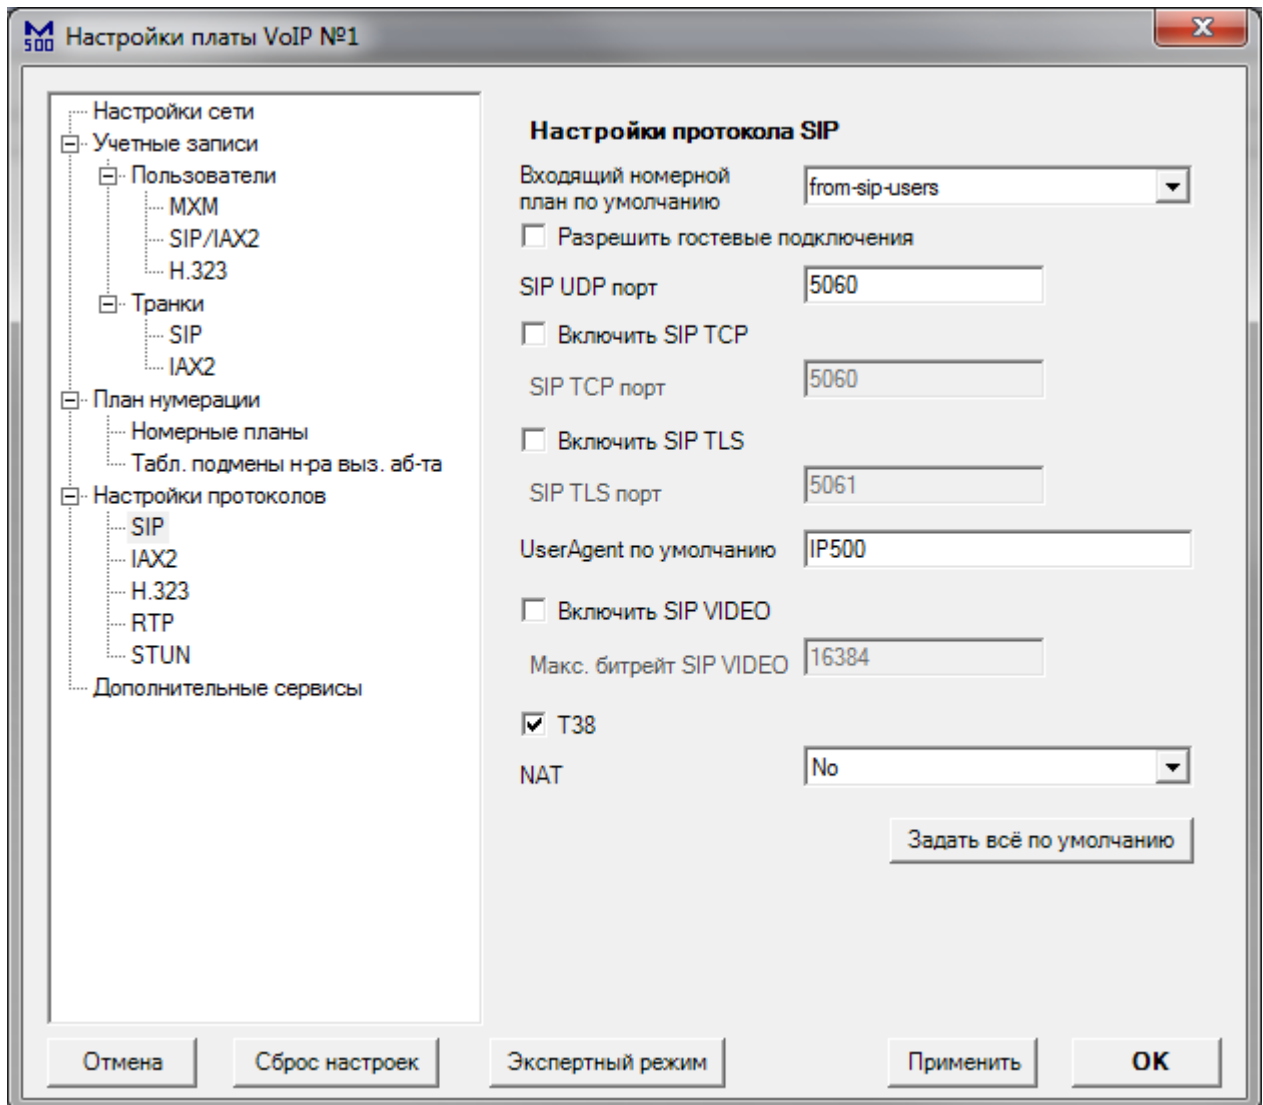 M
500
Настройки платы VoIP №1
X
Настройки сети
Учетные записи
Пользователи
MXM
SIP/IAX2
H.323
Транки
SIP
IAX2
План нумерации
Номерные планы
Табл. подмены н-ра выз. аб-та
Настройки протоколов
SIP
IAX2
H.323
RTP
STUN
Дополнительные сервисы
Настройки протокола SIP
Входящий номерной
план по умолчанию
from-sip-users
Разрешить гостевые подключения
SIP UDP порт 5060
Включить SIP TCP
SIP TCP порт 5060
Включить SIP TLS
SIP TLS порт 5061
UserAgent по умолчанию IP500
Включить SIP VIDEO
Макс. битрейт SIP VIDEO 16384
T38
NAT No
Задать всё по умолчанию
Отмена Сброс настроек Экспертный режим Применить OK